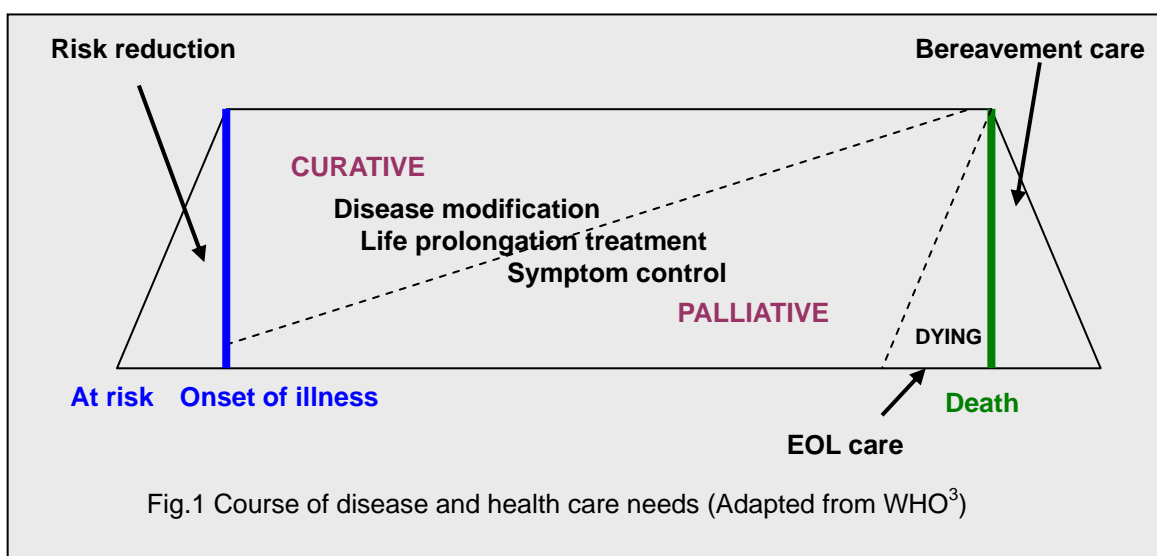 Risk reduction
Bereavement care
CURATIVE
Disease modification
Life prolongation treatment
Symptom control
PALLIATIVE
DYING
At risk Onset of illness
Death
EOL care
Fig.1 Course of disease and health care needs (Adapted from WHO³)